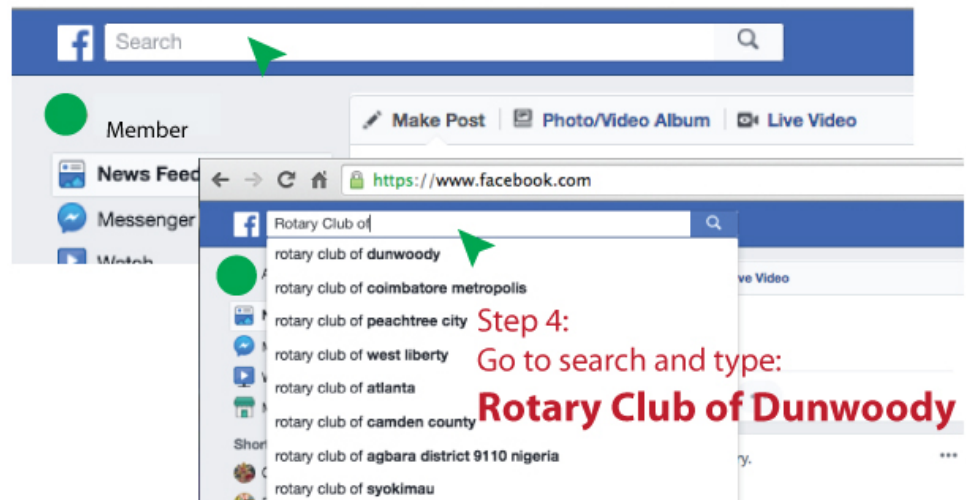 f Search
Member
Make Post Photo/Video Album Live Video
News Feed
https://www.facebook.com
Messenger
f Rotary Club of
Watch
rotary club of dunwoody
ve Video
rotary club of coimbatore metropolis
rotary club of peachtree city
Step 4:
rotary club of west liberty
Go to search and type:
rotary club of atlanta
Rotary Club of Dunwoody
rotary club of camden county
Shor
rotary club of agbara district 9110 nigeria
ry.
rotary club of syokimau